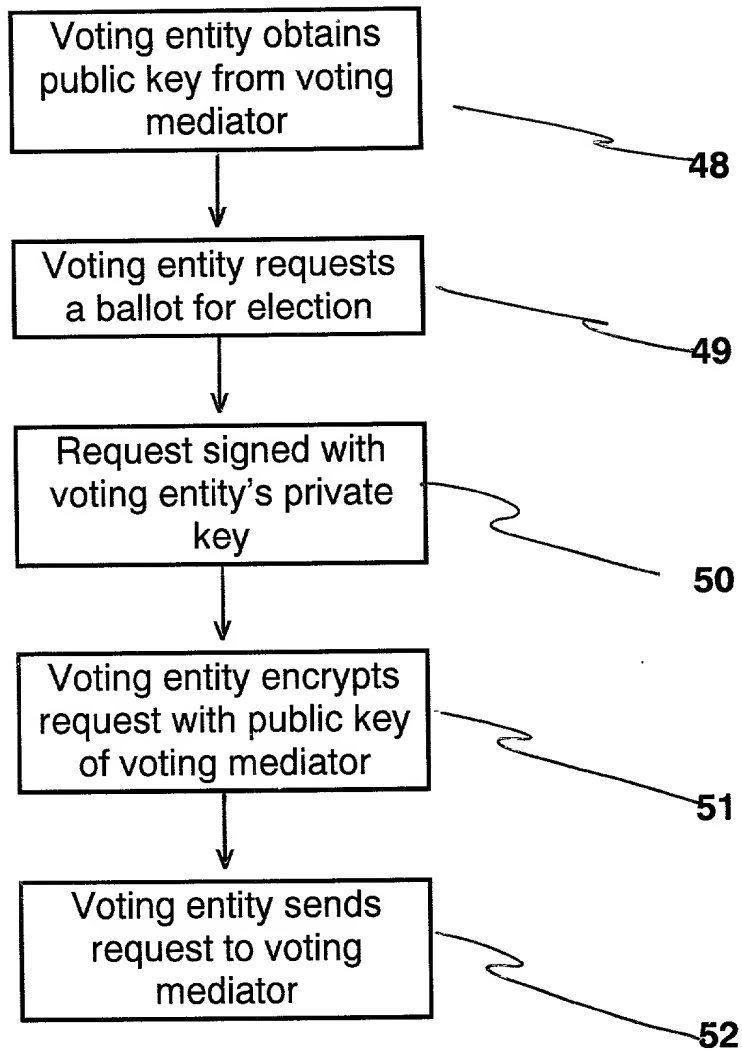 Voting entity obtains
public key from voting
mediator
48
Voting entity requests
a ballot for election
49
Request signed with
voting entity's private
key
50
Voting entity encrypts
request with public key
of voting mediator
51
Voting entity sends
request to voting
mediator
52